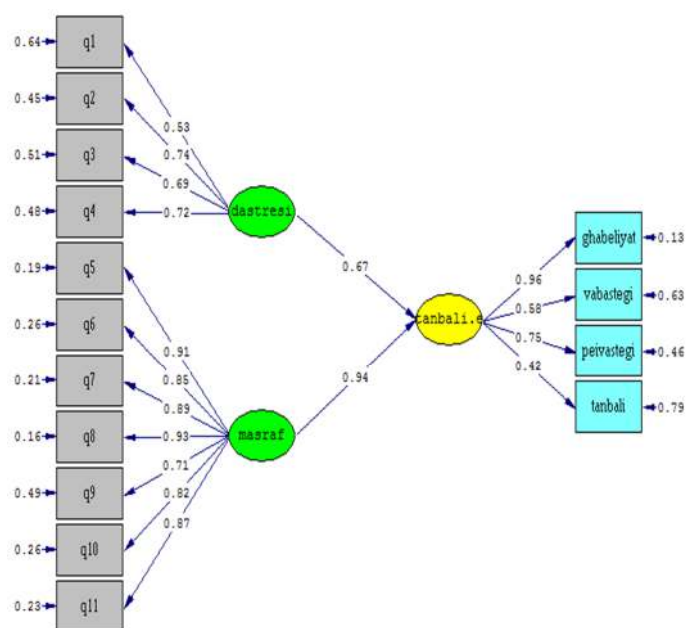 0.64
q1
0.45
q2
0.51
q3
0.48
q4
0.19
q5
0.26
q6
0.21
q7
0.16
q8
0.49
q9
0.26
q10
0.23
q11
0.53
0.74
0.69
0.72
dastresi
0.91
0.85
0.89
0.93
0.71
0.82
0.87
masraf
0.67
0.94
tanbali.e
0.96
0.58
0.75
0.42
ghabeliyat
0.13
vabastegi
0.63
peivastegi
0.46
tanbali
0.79